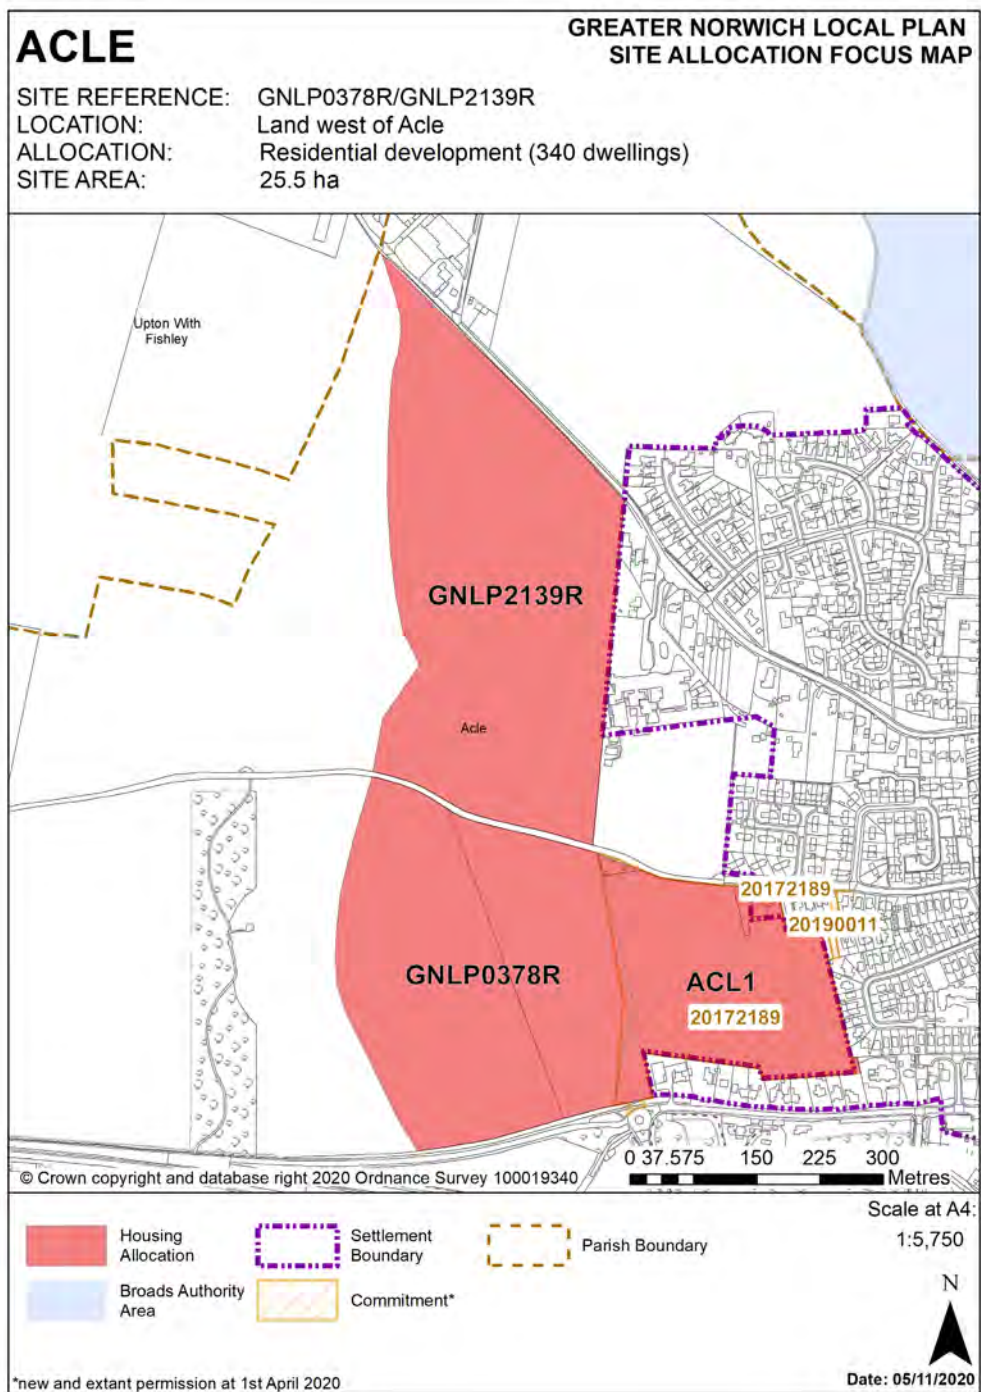 ACLE
GREATER NORWICH LOCAL PLAN
SITE ALLOCATION FOCUS MAP
SITE REFERENCE: GNLP0378R/GNLP2139R
LOCATION: Land west of Acle
ALLOCATION: Residential development (340 dwellings)
SITE AREA: 25.5 ha
Upton With
Fishley
GNLP2139R
Acle
20172189
20190011
GNLP0378R
ACL1
20172189
0 37.575 150 225 300
Metres
© Crown copyright and database right 2020 Ordnance Survey 100019340
Housing
Allocation
Settlement
Boundary
Parish Boundary
Broads Authority
Area
Commitment*
Scale at A4:
1:5,750
N
*new and extant permission at 1st April 2020
Date: 05/11/2020